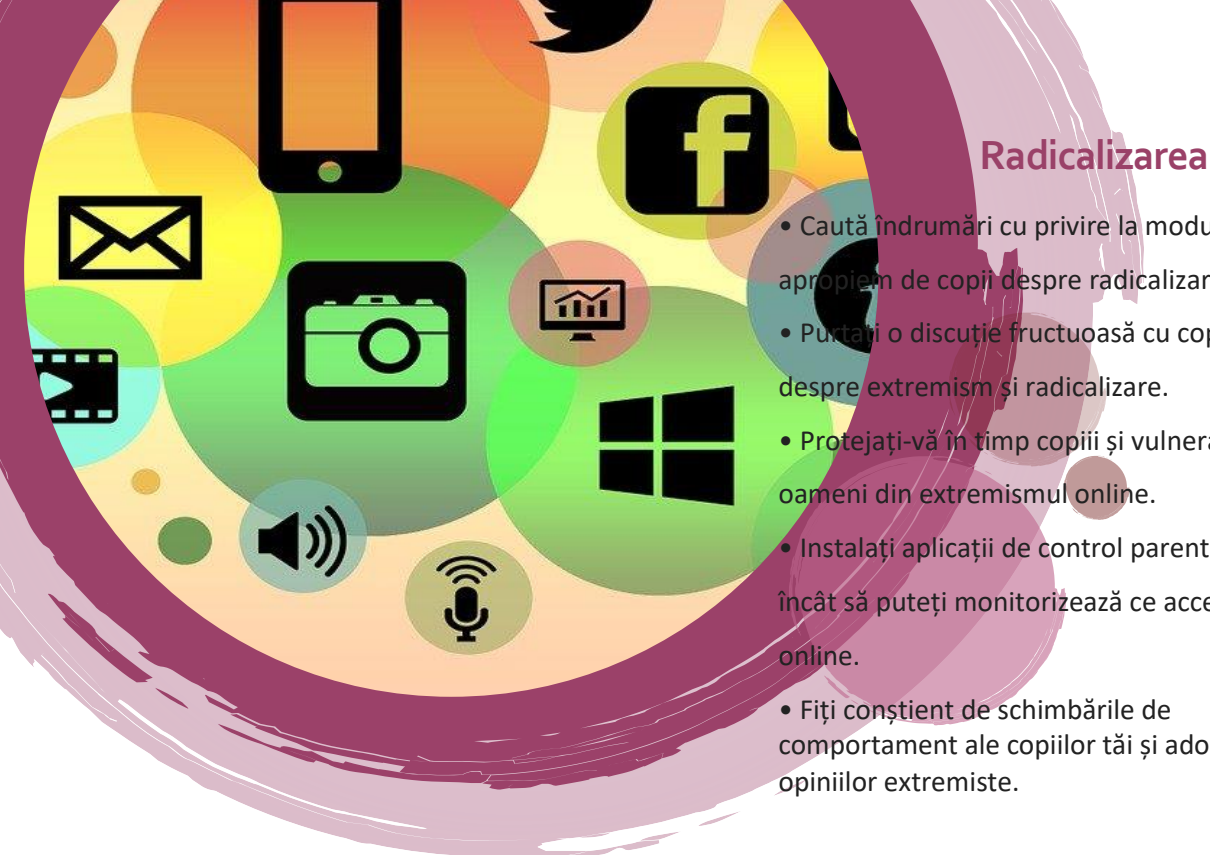 Radicalizarea
• Caută îndrumări cu privire la modu
apropiem de copii despre radicalizar
• Purtați o discuție fructuoasă cu cop
despre extremism și radicalizare.
• Protejați-vă în timp copiii și vulnera
oameni din extremismul online.
• Instalați aplicații de control parent
încât să puteți monitorizează ce acce
online.
• Fiți conștient de schimbările de
comportament ale copiilor tăi și ado
opiniilor extremiste.